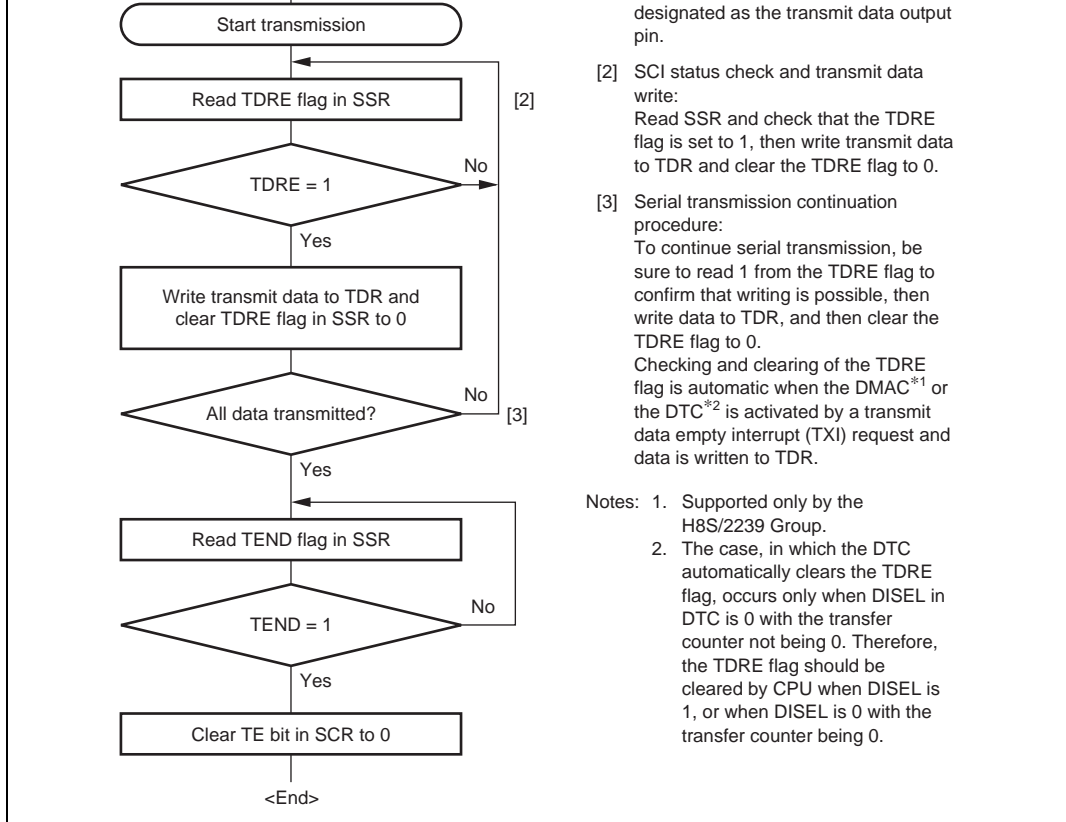 Start transmission
Read TDRE flag in SSR
[2]
TDRE = 1
No
Yes
Write transmit data to TDR and
clear TDRE flag in SSR to 0
All data transmitted?
No
[3]
Yes
Read TEND flag in SSR
TEND = 1
No
Yes
Clear TE bit in SCR to 0
<End>
designated as the transmit data output
pin.
[2] SCI status check and transmit data
write:
Read SSR and check that the TDRE
flag is set to 1, then write transmit data
to TDR and clear the TDRE flag to 0.
[3] Serial transmission continuation
procedure:
To continue serial transmission, be
sure to read 1 from the TDRE flag to
confirm that writing is possible, then
write data to TDR, and then clear the
TDRE flag to 0.
Checking and clearing of the TDRE
flag is automatic when the DMAC*1 or
the DTC*2 is activated by a transmit
data empty interrupt (TXI) request and
data is written to TDR.
Notes: 1. Supported only by the
H8S/2239 Group.
2. The case, in which the DTC
automatically clears the TDRE
flag, occurs only when DISEL in
DTC is 0 with the transfer
counter not being 0. Therefore,
the TDRE flag should be
cleared by CPU when DISEL is
1, or when DISEL is 0 with the
transfer counter being 0.